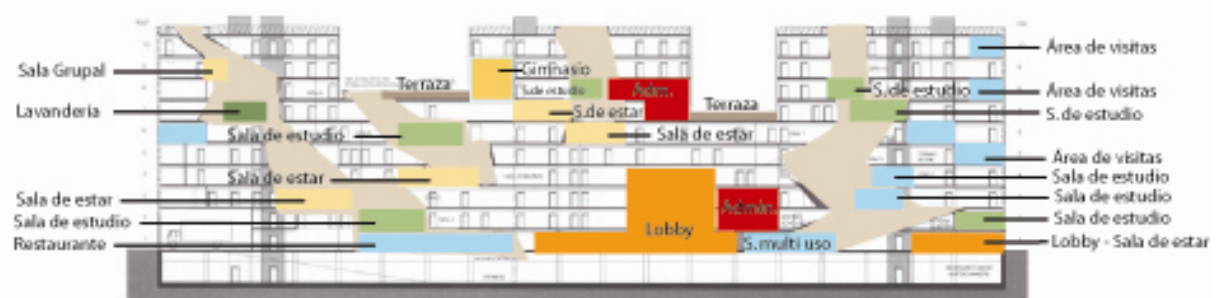 Área de visitas
Sala Grupal
Gimnasio
Terraza
S.de estudio
S. de estudio
Área de visitas
Adm.
Terraza
Lavandería
S.de estar
S.de estudio
Sala de estudio
Sala de estar
Área de visitas
Sala de estar
Sala de estudio
Sala de estar
Sala de estudio
Admin.
Sala de estudio
Sala de estudio
Lobby
Restaurante
S.multi uso
Lobby - Sala de estar